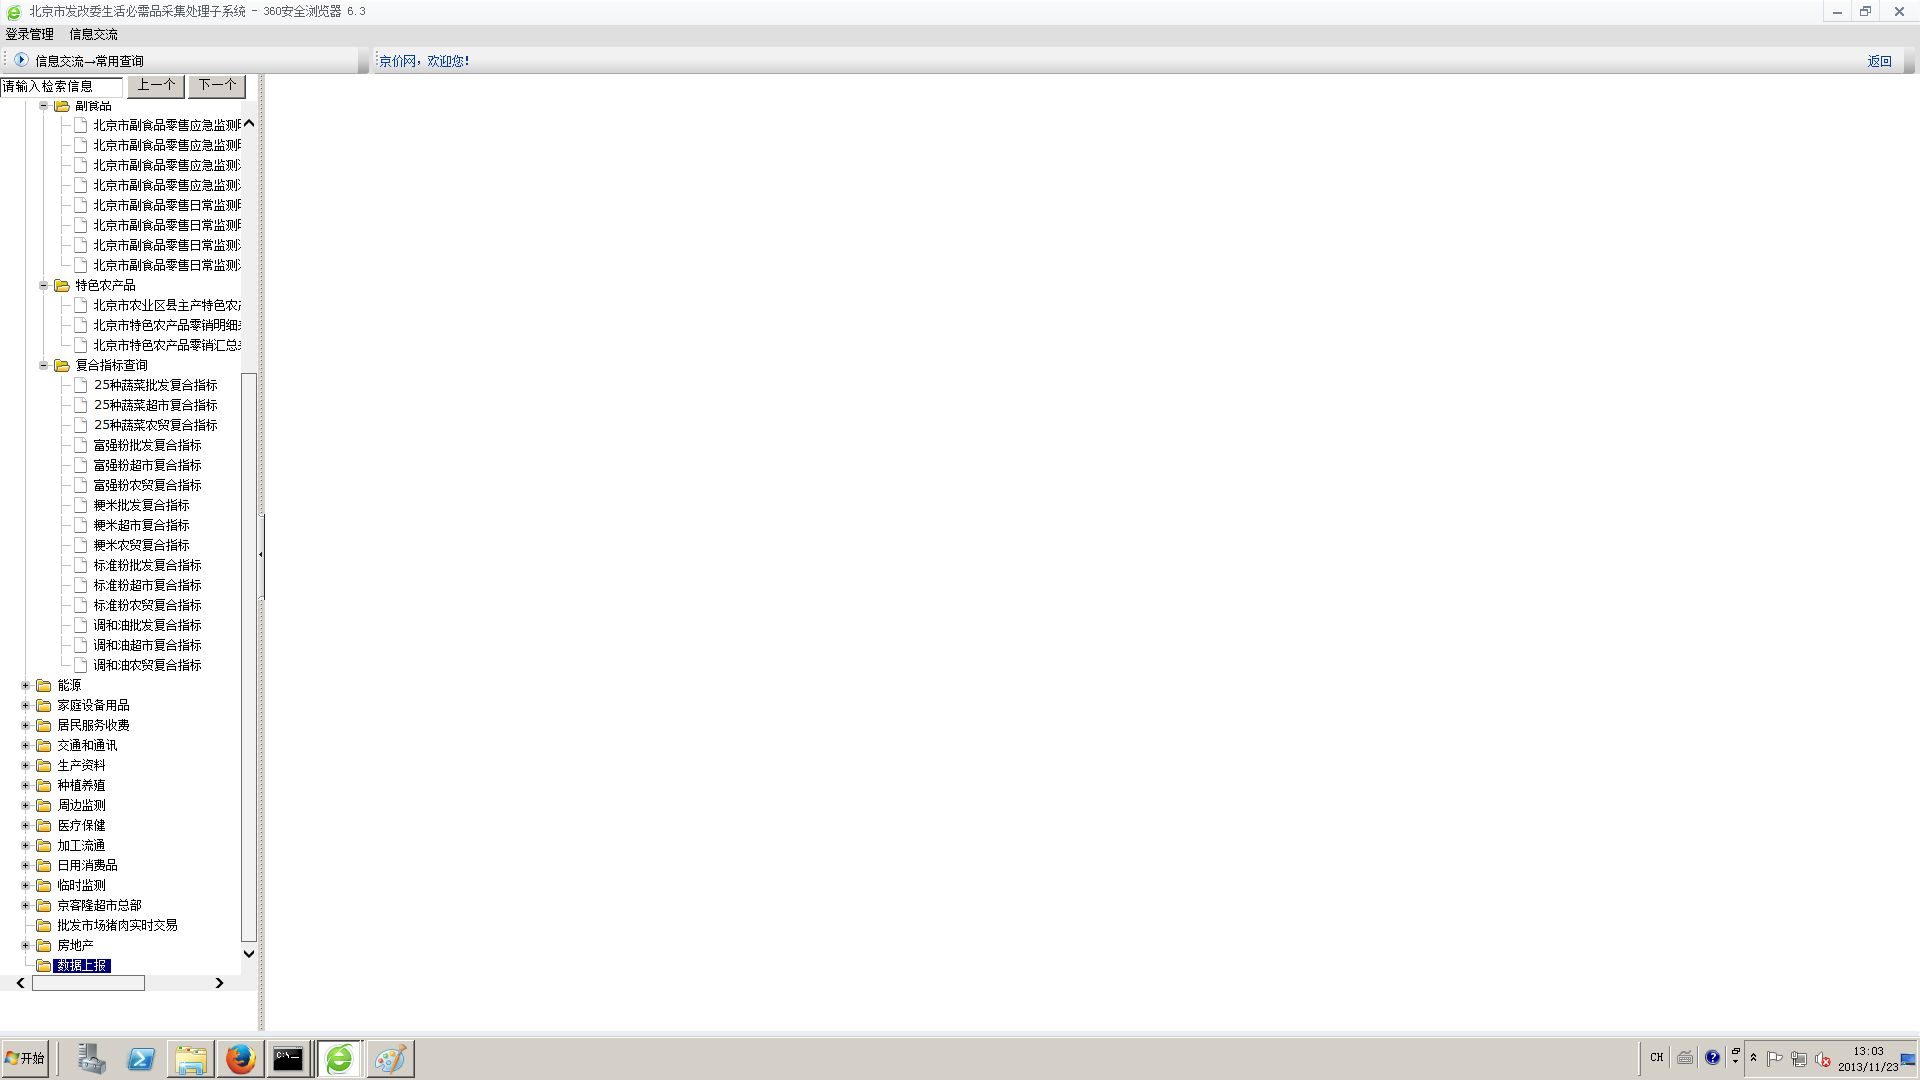 北京市发改委生活必需品采集处理子系统 - 360安全浏览器 6.3
登录管理 信息交流
信息交流→常用查询
京价网，欢迎您!
返回
请输入检索信息 上一个 下一个
副食品
北京市副食品零售应急监测
北京市副食品零售应急监测
北京市副食品零售应急监测
北京市副食品零售应急监测
北京市副食品零售日常监测
北京市副食品零售日常监测
北京市副食品零售日常监测
北京市副食品零售日常监测
特色农产品
北京市农业区县主产特色农
北京市特色农产品零销明细
北京市特色农产品零销汇总
复合指标查询
25种蔬菜批发复合指标
25种蔬菜超市复合指标
25种蔬菜农贸复合指标
富强粉批发复合指标
富强粉超市复合指标
富强粉农贸复合指标
粳米批发复合指标
粳米超市复合指标
粳米农贸复合指标
标准粉批发复合指标
标准粉超市复合指标
标准粉农贸复合指标
调和油批发复合指标
调和油超市复合指标
调和油农贸复合指标
能源
家庭设备用品
居民服务收费
交通和通讯
生产资料
种植养殖
周边监测
医疗保健
加工流通
日用消费品
临时监测
京客隆超市总部
批发市场猪肉实时交易
房地产
数据上报
开始
C:\
CH
13:03
2013/11/23